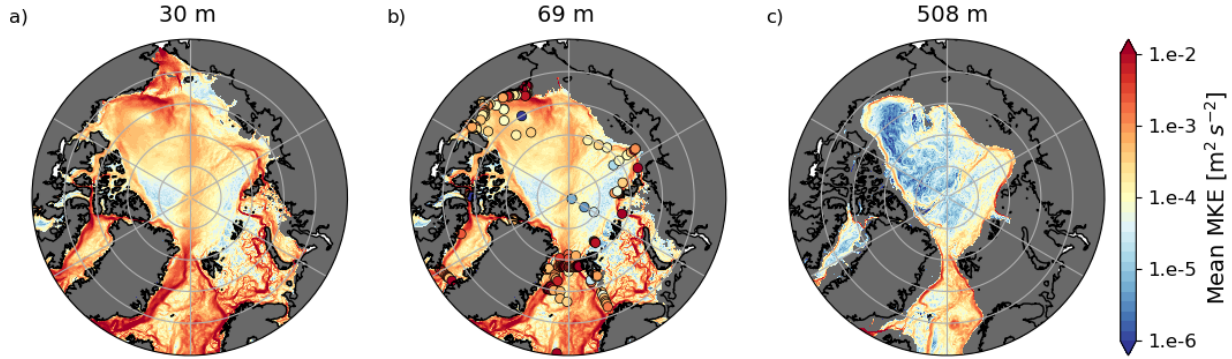 a) 30 m
b) 69 m
c) 508 m
1.e-2
1.e-3
1.e-4
1.e-5
1.e-6
Mean MKE [m² s⁻²]